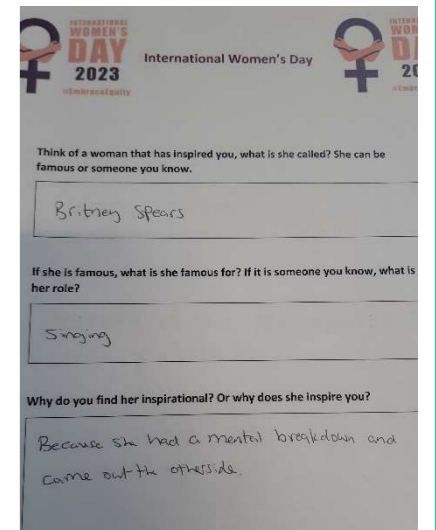 INTERNATIONAL
WOMEN'S
DAY
2023
#EmbraceEquity
International Women's Day
INTERN
WOM
DA
20
#Embr
Think of a woman that has inspired you, what is she called? She can be
famous or someone you know.
Britney Spears
If she is famous, what is she famous for? If it is someone you know, what is
her role?
Singing
Why do you find her inspirational? Or why does she inspire you?
Because she had a mental breakdown and
came out the otherside.